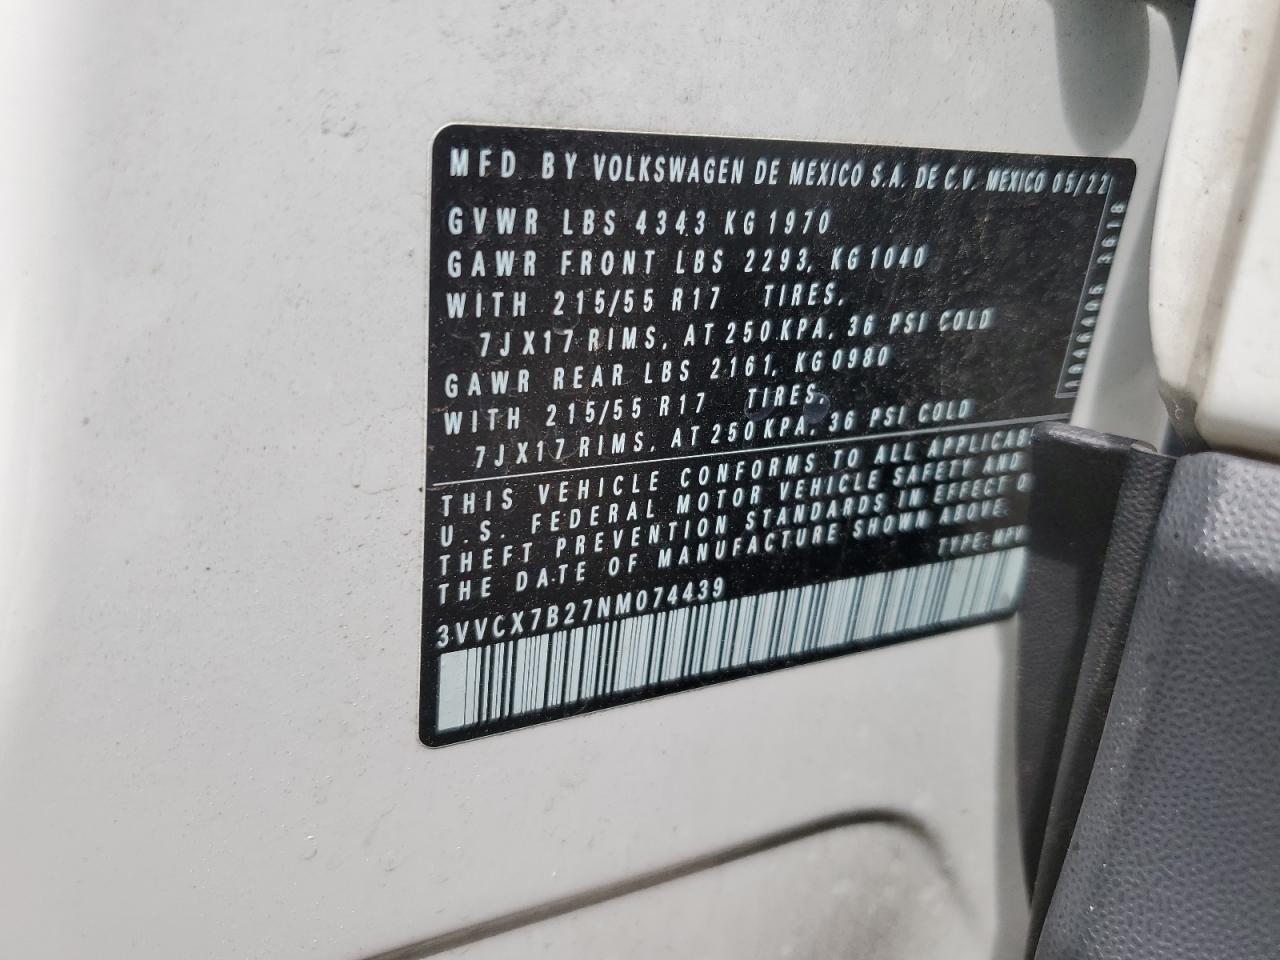 MFD. BY VOLKSWAGEN DE MEXICO S.A. DE C.V. MEXICO 05/22
GVWR LBS 4343 KG 1970
GAWR FRONT LBS 2293, KG 1040
WITH 215/55 R17 TIRES,
7JX17 RIMS, AT 250 KPA, 36 PSI COLD
GAWR REAR LBS 2161, KG 0980
WITH 215/55 R17 TIRES,
7JX17 RIMS, AT 250 KPA, 36 PSI COLD
THIS VEHICLE CONFORMS TO ALL APPLICAB
U.S. FEDERAL MOTOR VEHICLE SAFETY AND
THEFT PREVENTION STANDARDS IN EFFECT O
THE DATE OF MANUFACTURE SHOWN ABOVE.
TYPE: MPV
3VVCX7B27NM074439